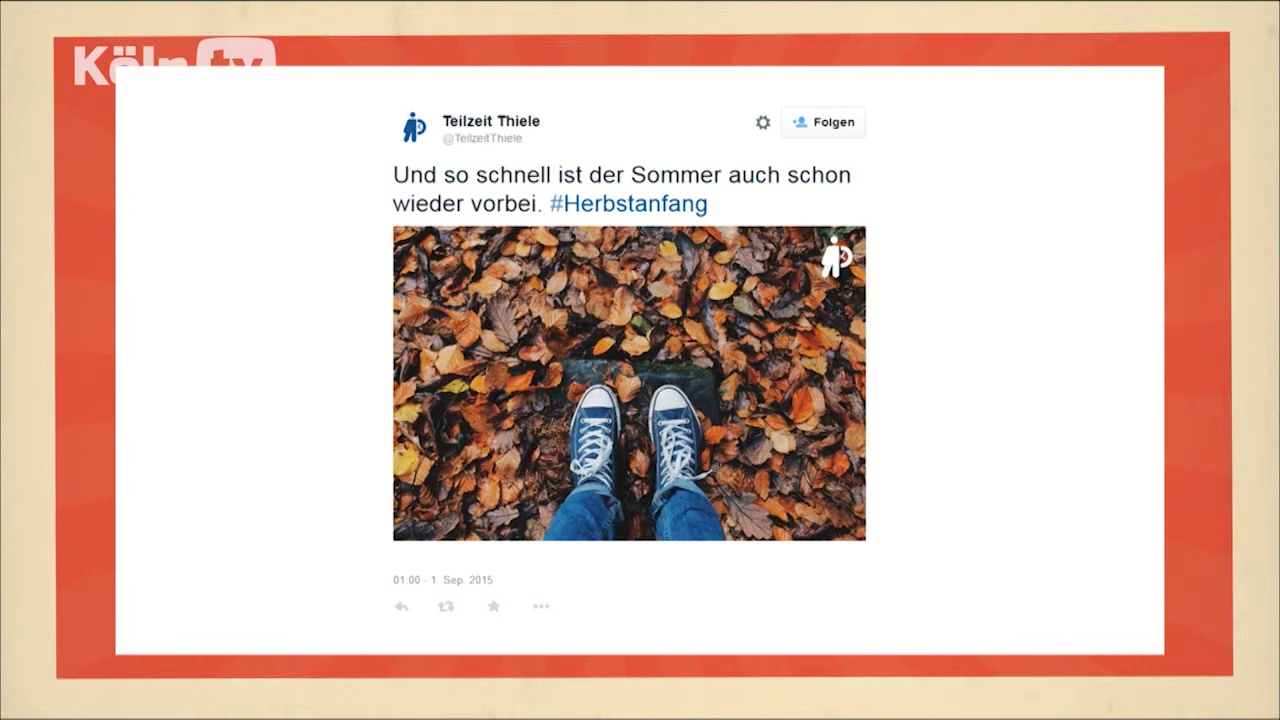 Köln tv
Teilzeit Thiele
@TeilzeitThiele
Folgen
Und so schnell ist der Sommer auch schon
wieder vorbei. #Herbstanfang
01:00 - 1. Sep. 2015